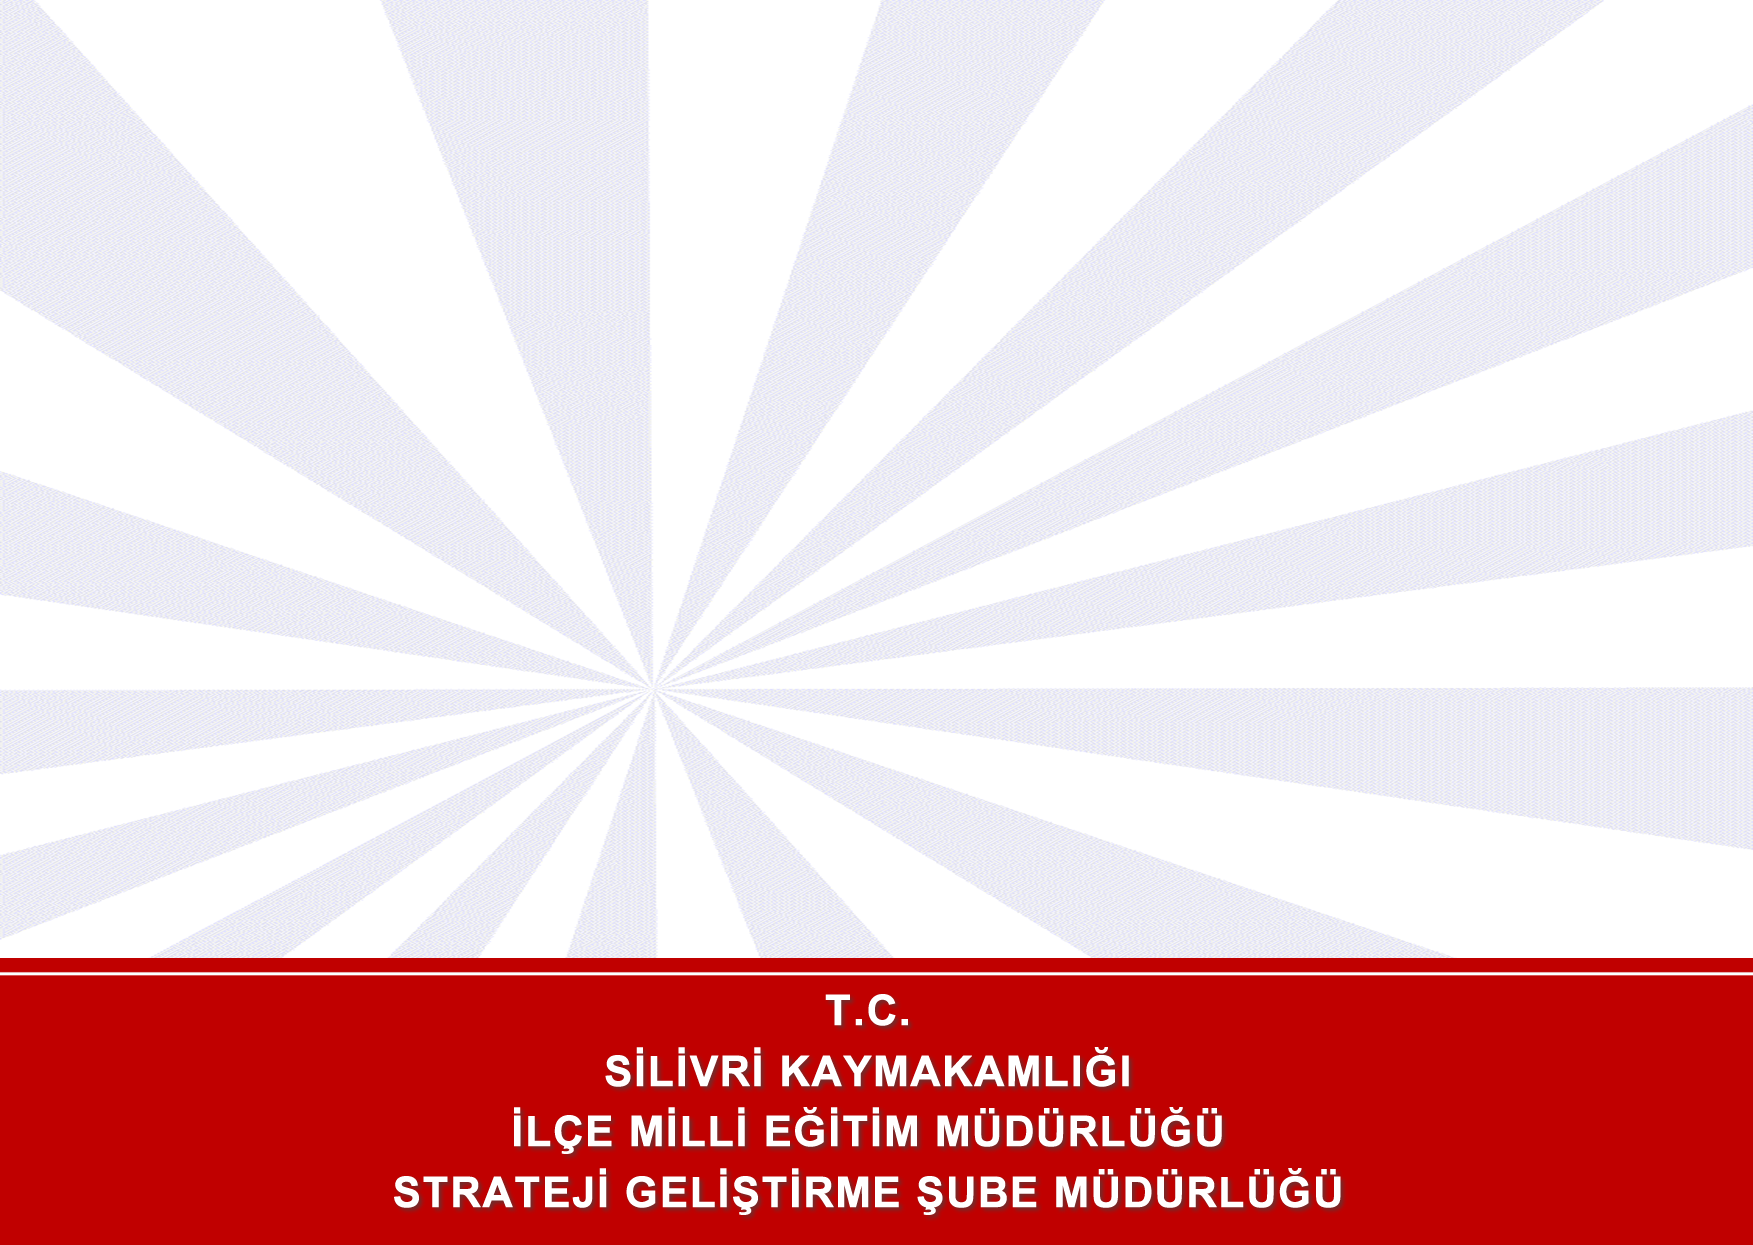 T.C.
SİLİVRİ KAYMAKAMLIĞI
İLÇE MİLLİ EĞİTİM MÜDÜRLÜĞÜ
STRATEJİ GELİŞTİRME ŞUBE MÜDÜRLÜĞÜ